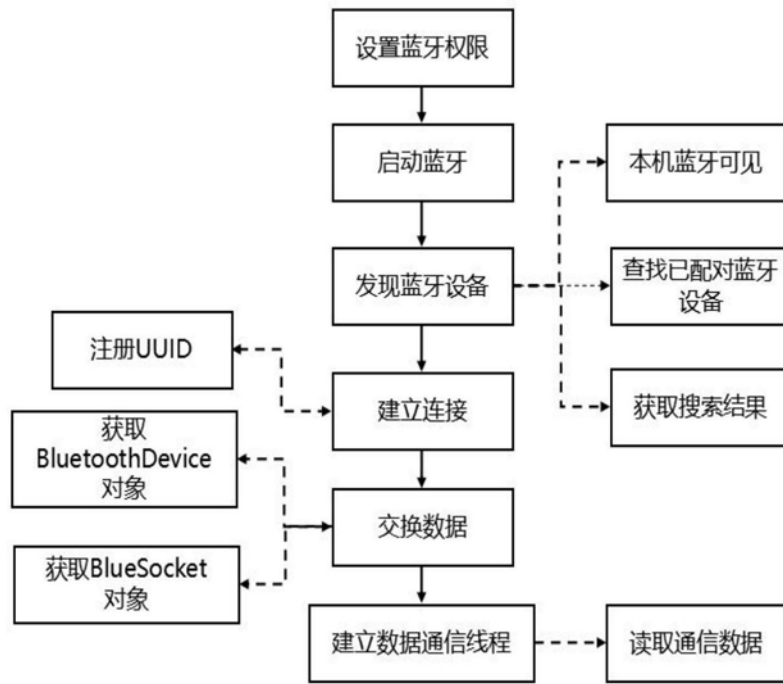 设置蓝牙权限
启动蓝牙
本机蓝牙可见
发现蓝牙设备
查找已配对蓝牙
设备
注册UUID
建立连接
获取搜索结果
获取
BluetoothDevice
对象
交换数据
获取BlueSocket
对象
建立数据通信线程
读取通信数据